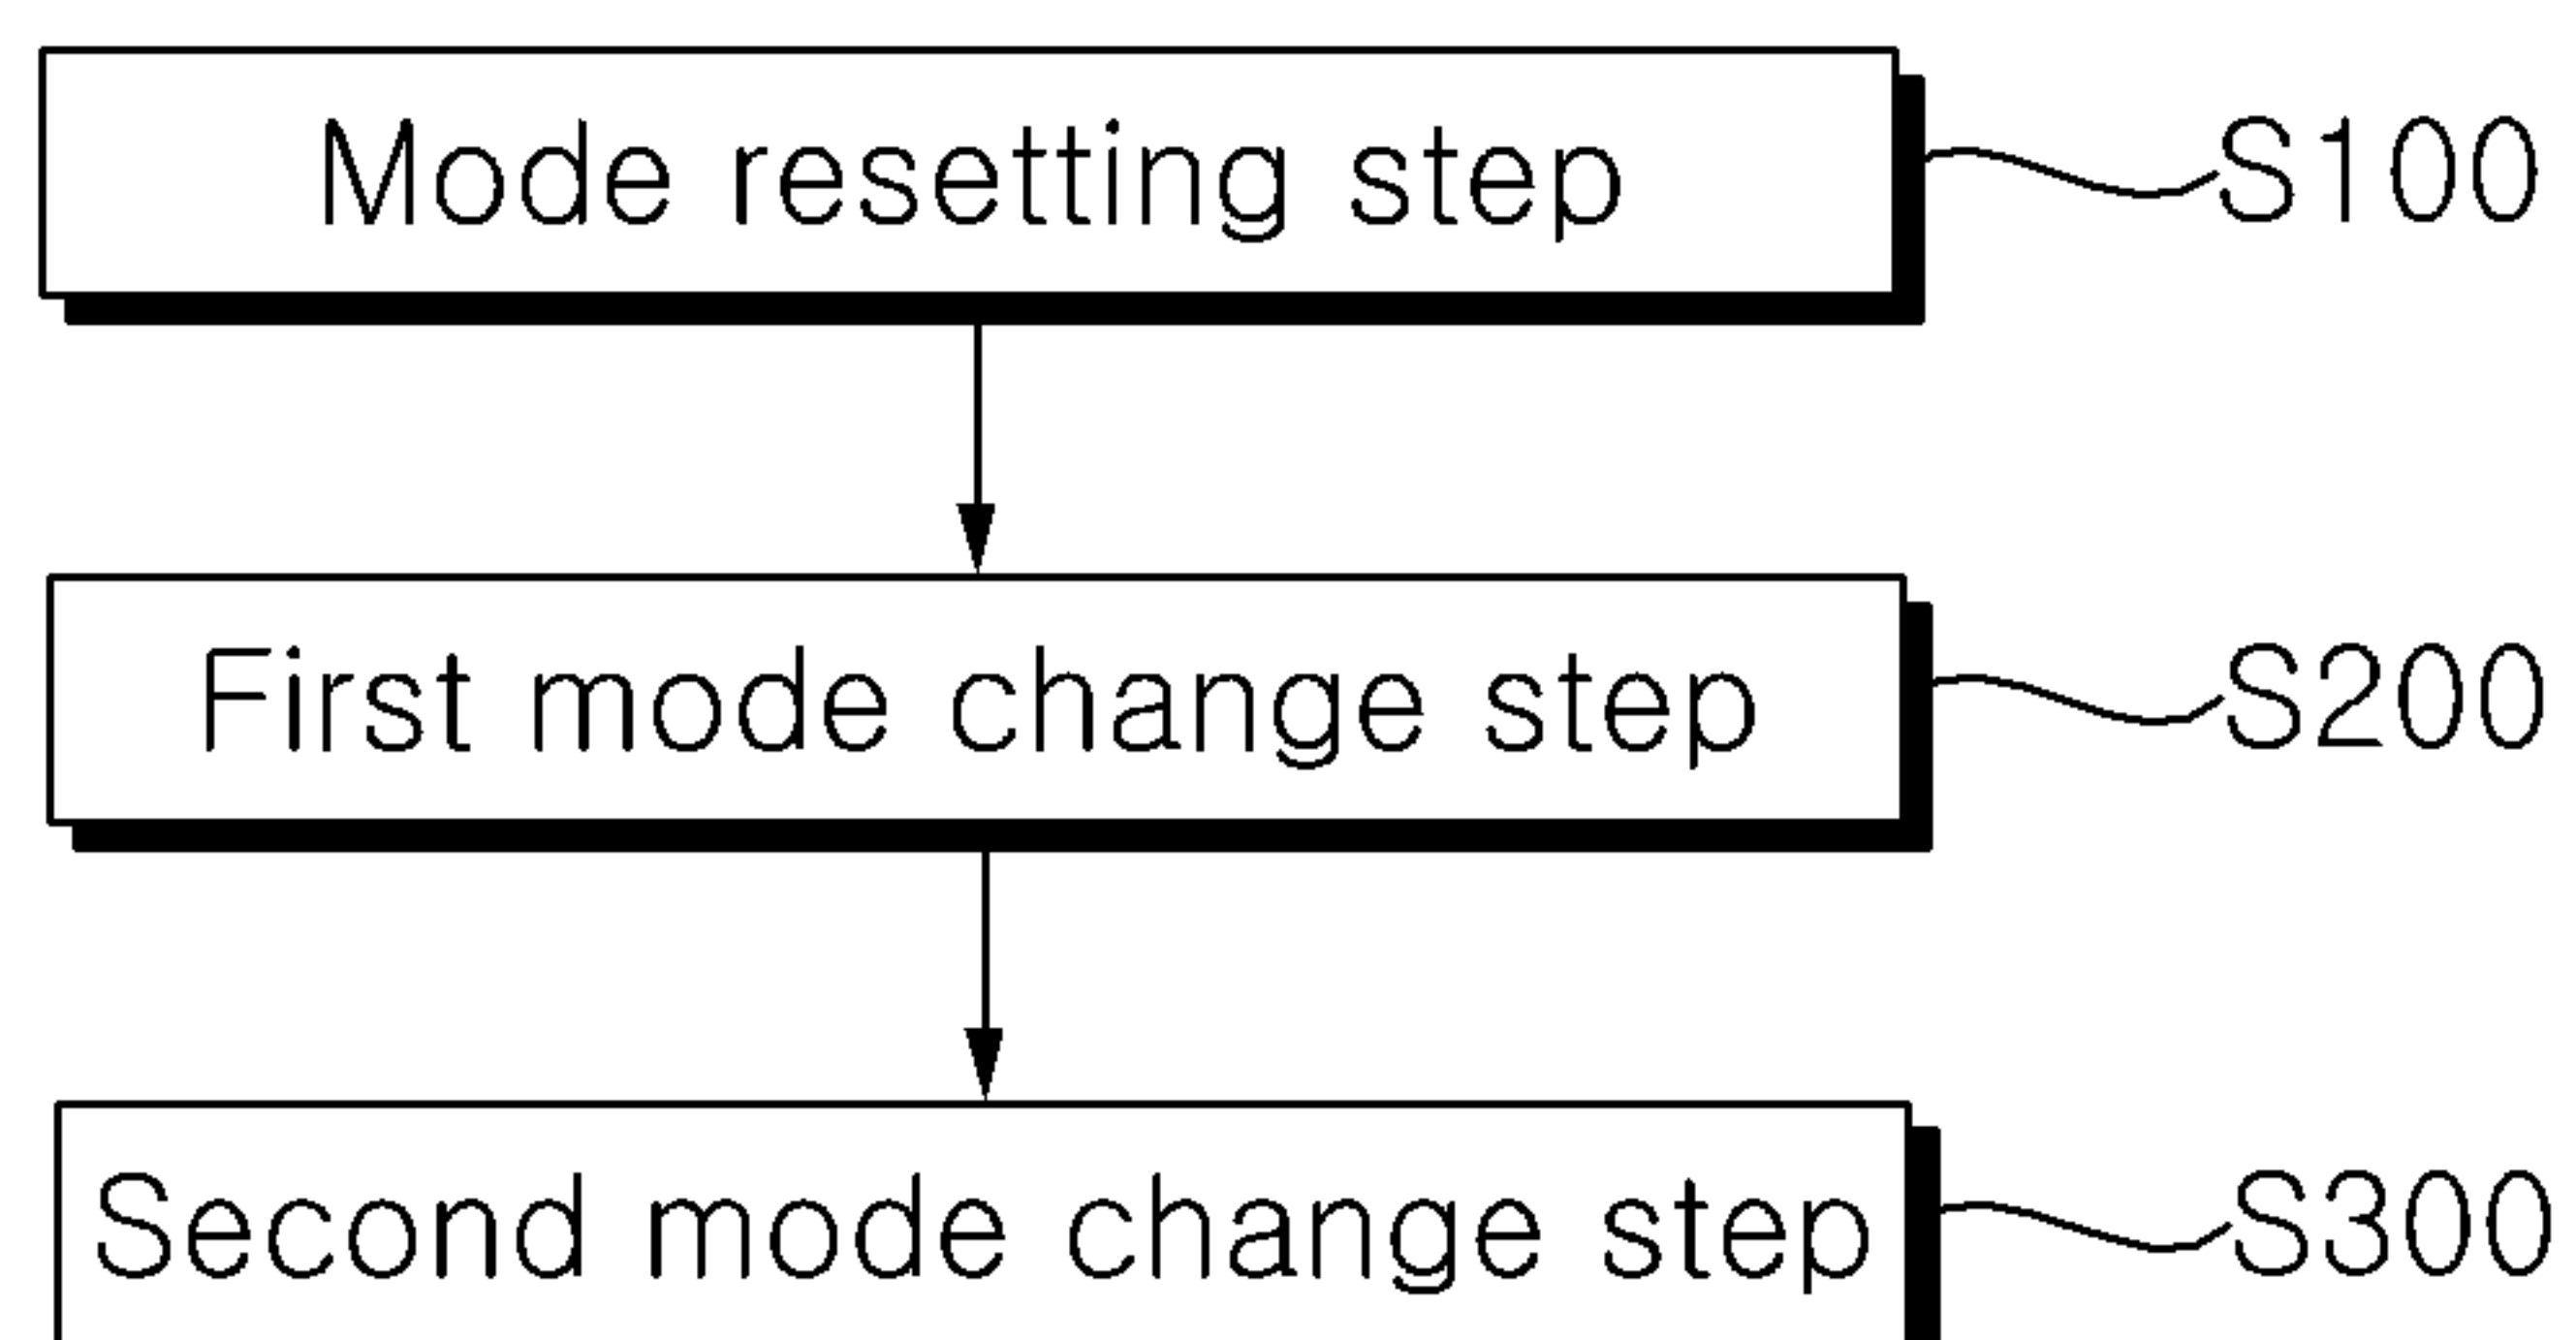 Mode resetting step S100
First mode change step S200
Second mode change step S300